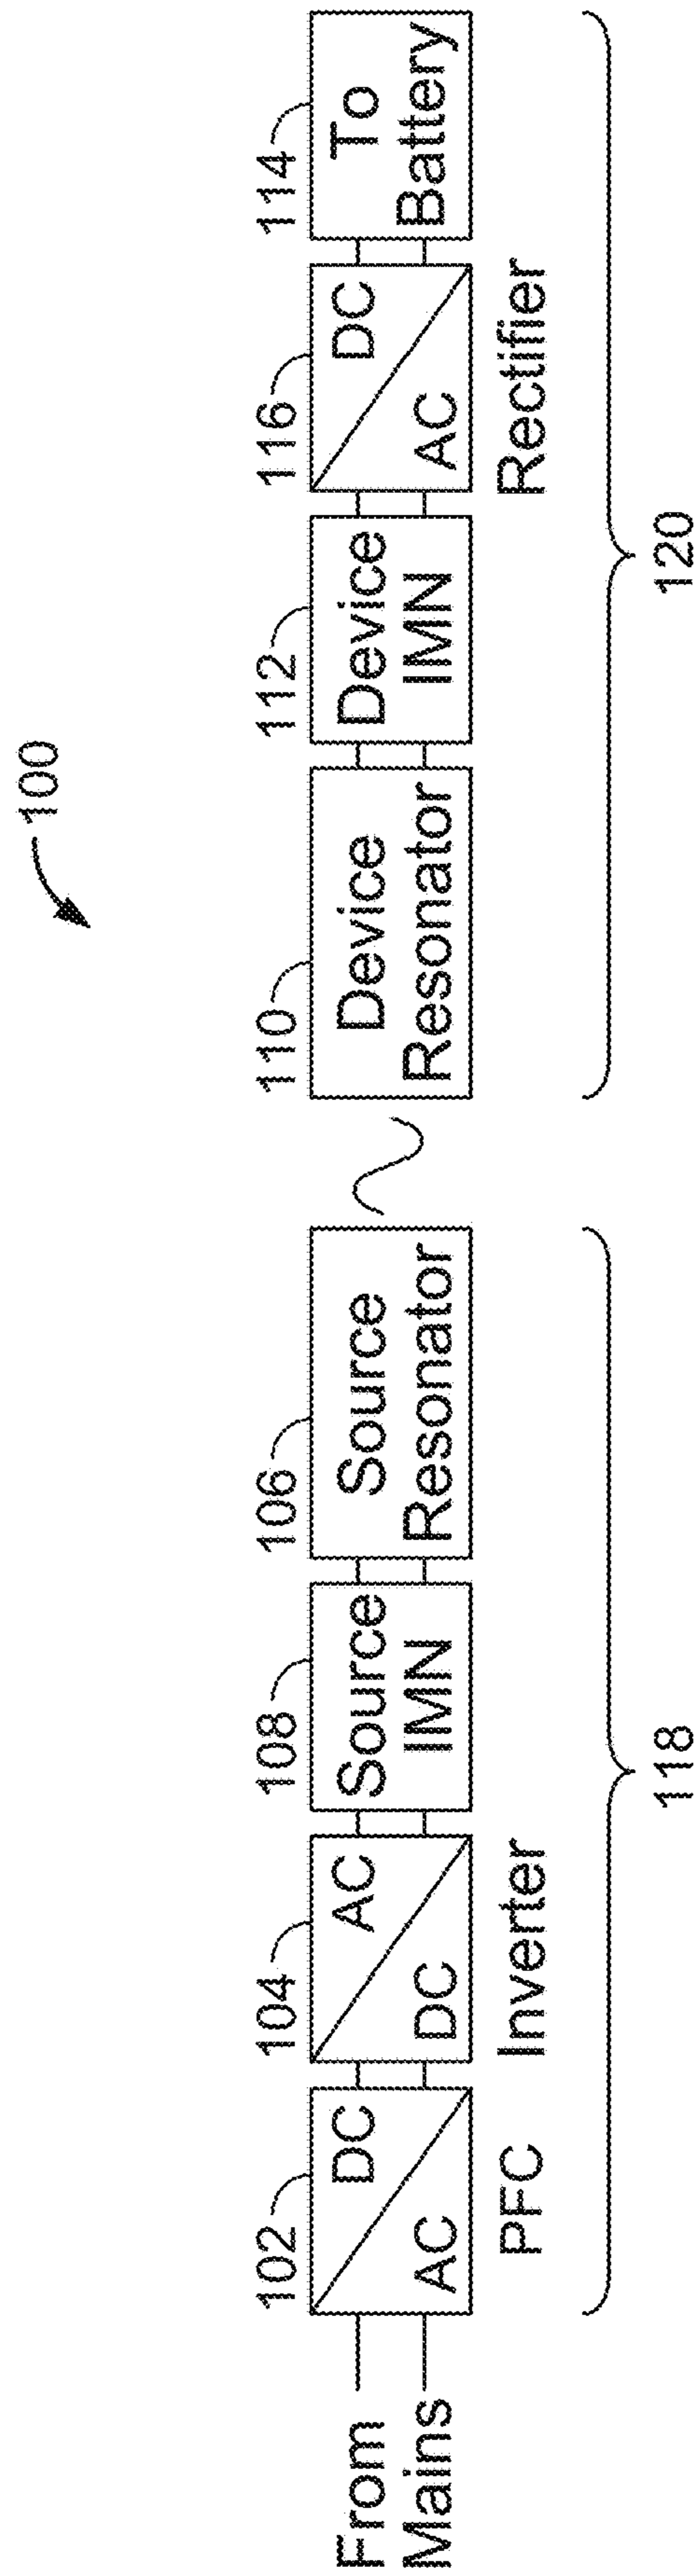 100
102
104
108
106
110
112
116
114
From
Mains
AC
DC
DC
AC
Source
IMN
Source
Resonator
Device
Resonator
Device
IMN
AC
DC
To
Battery
PFC
Inverter
Rectifier
118
120